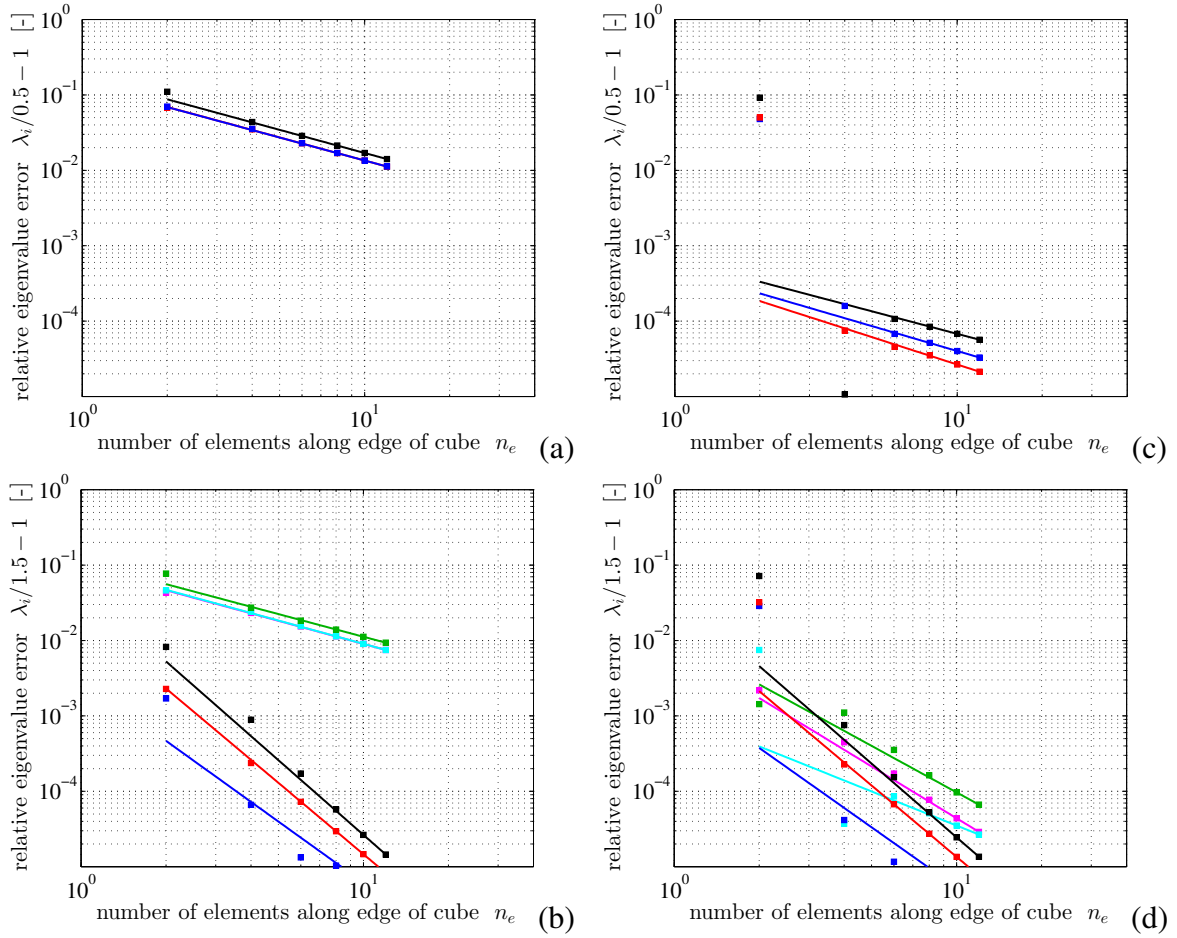 relative eigenvalue error λ_i/0.5 − 1 [-]
10^0
10^{-1}
10^{-2}
10^{-3}
10^{-4}
10^0
10^1
number of elements along edge of cube n_e
(a)
relative eigenvalue error λ_i/0.5 − 1 [-]
10^0
10^{-1}
10^{-2}
10^{-3}
10^{-4}
10^0
10^1
number of elements along edge of cube n_e
(c)
relative eigenvalue error λ_i/1.5 − 1 [-]
10^0
10^{-1}
10^{-2}
10^{-3}
10^{-4}
10^0
10^1
number of elements along edge of cube n_e
(b)
relative eigenvalue error λ_i/1.5 − 1 [-]
10^0
10^{-1}
10^{-2}
10^{-3}
10^{-4}
10^0
10^1
number of elements along edge of cube n_e
(d)